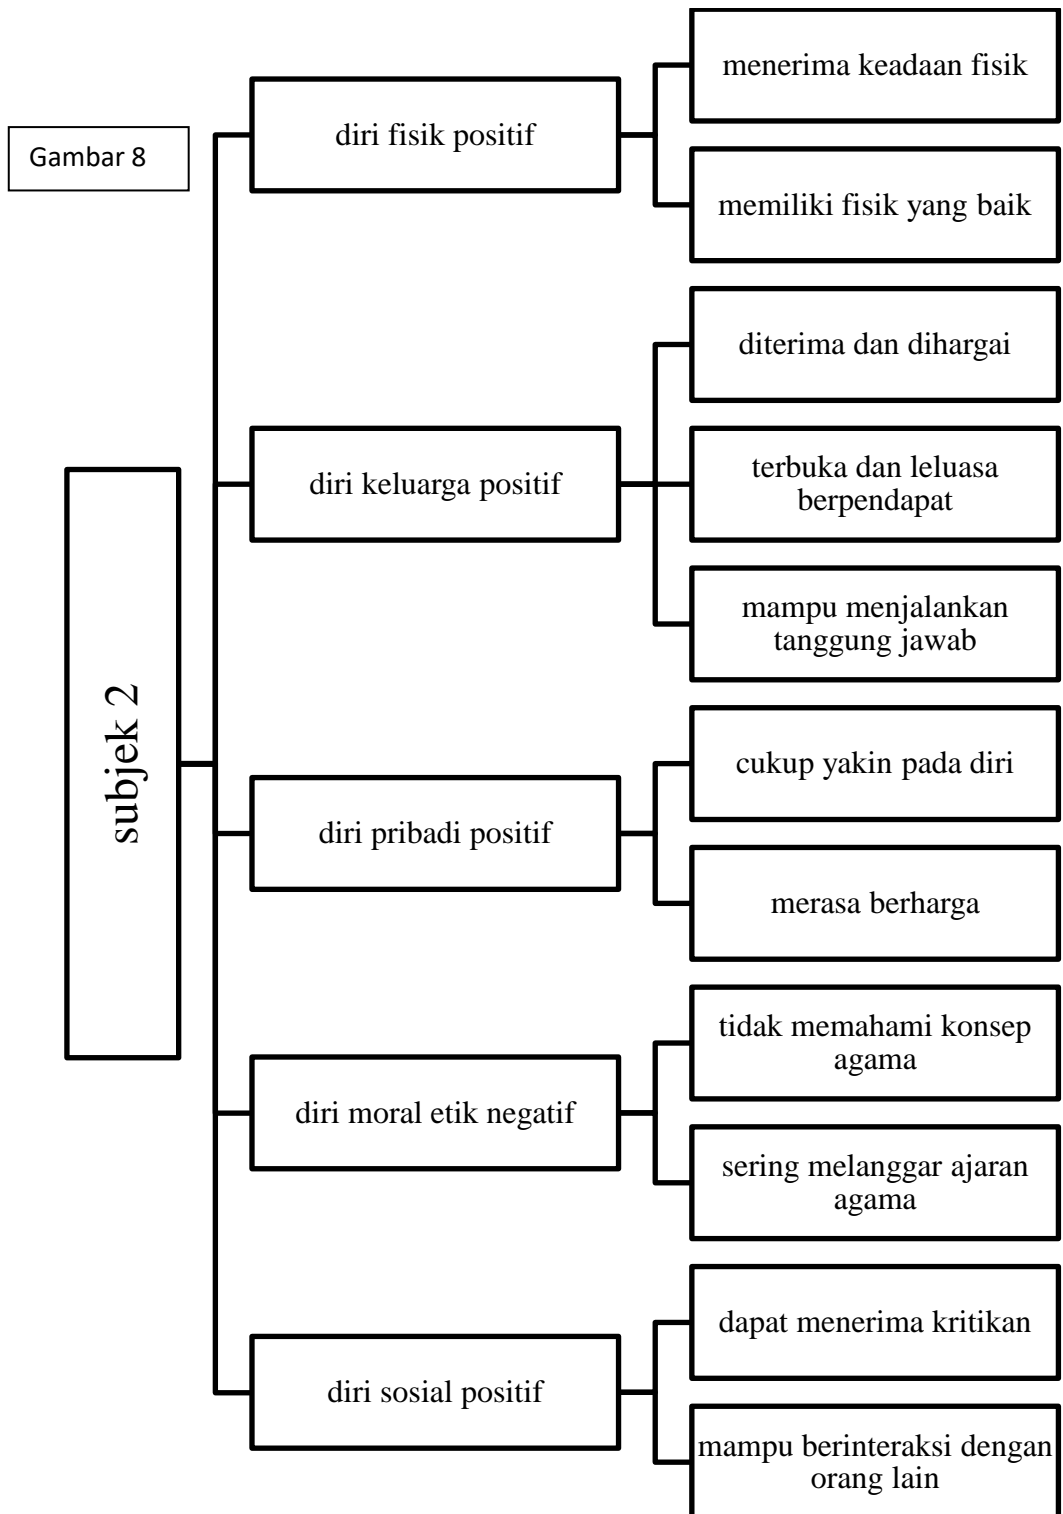 Gambar 8
subjek 2
diri fisik positif
menerima keadaan fisik
memiliki fisik yang baik
diri keluarga positif
diterima dan dihargai
terbuka dan leluasa
berpendapat
mampu menjalankan
tanggung jawab
diri pribadi positif
cukup yakin pada diri
merasa berharga
diri moral etik negatif
tidak memahami konsep
agama
sering melanggar ajaran
agama
diri sosial positif
dapat menerima kritikan
mampu berinteraksi dengan
orang lain